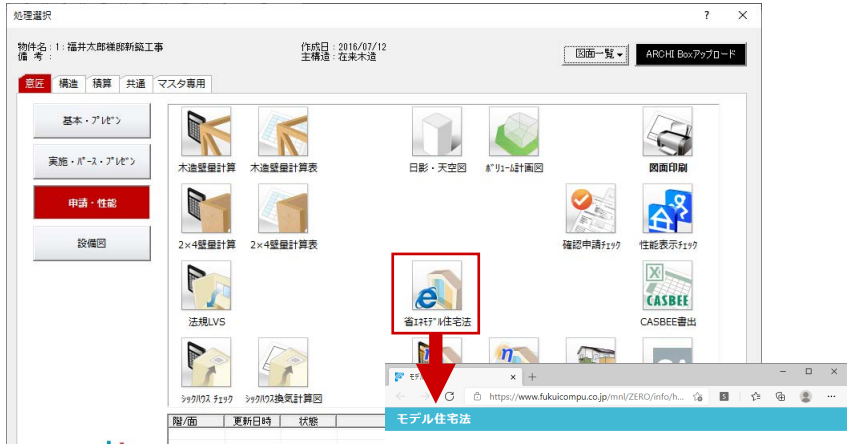 処理選択
物件名：1：福井太郎様邸新築工事
備 考：
作成日：2016/07/12
主構造：在来木造
図面一覧
ARCHI Boxアップロード
意匠 構造 積算 共通 マスタ専用
基本・ﾌﾟﾚｾﾞﾝ
実施・ﾊﾟｰｽ・ﾌﾟﾚｾﾞﾝ
申請・性能
設備図
木造壁量計算 木造壁量計算表 日影・天空図 ﾎﾞﾘｭｰﾑ計画図 図面印刷
2×4壁量計算 2×4壁量計算表 確認申請ﾁｪｯｸ 性能表示ﾁｪｯｸ
法規LVS 省ｴﾈﾓﾃﾞﾙ住宅法 CASBEE CASBEE書出
ｼｯｸﾊｳｽ ﾁｪｯｸ ｼｯｸﾊｳｽ換気計算図
n n
階/面 更新日時 状態
https://www.fukuicompu.co.jp/mnl/ZERO/info/h...
モデル住宅法